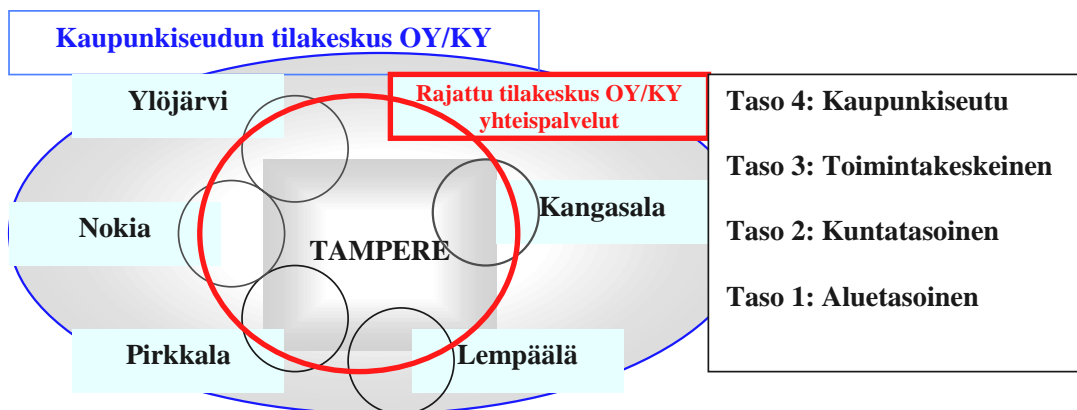 Kaupunkiseudun tilakeskus OY/KY
Ylöjärvi
Rajattu tilakeskus OY/KY
yhteispalvelut
Nokia
TAMPERE
Kangasala
Pirkkala
Lempäälä
Taso 4: Kaupunkiseutu
Taso 3: Toimintakeskeinen
Taso 2: Kuntatasoinen
Taso 1: Aluetasoinen